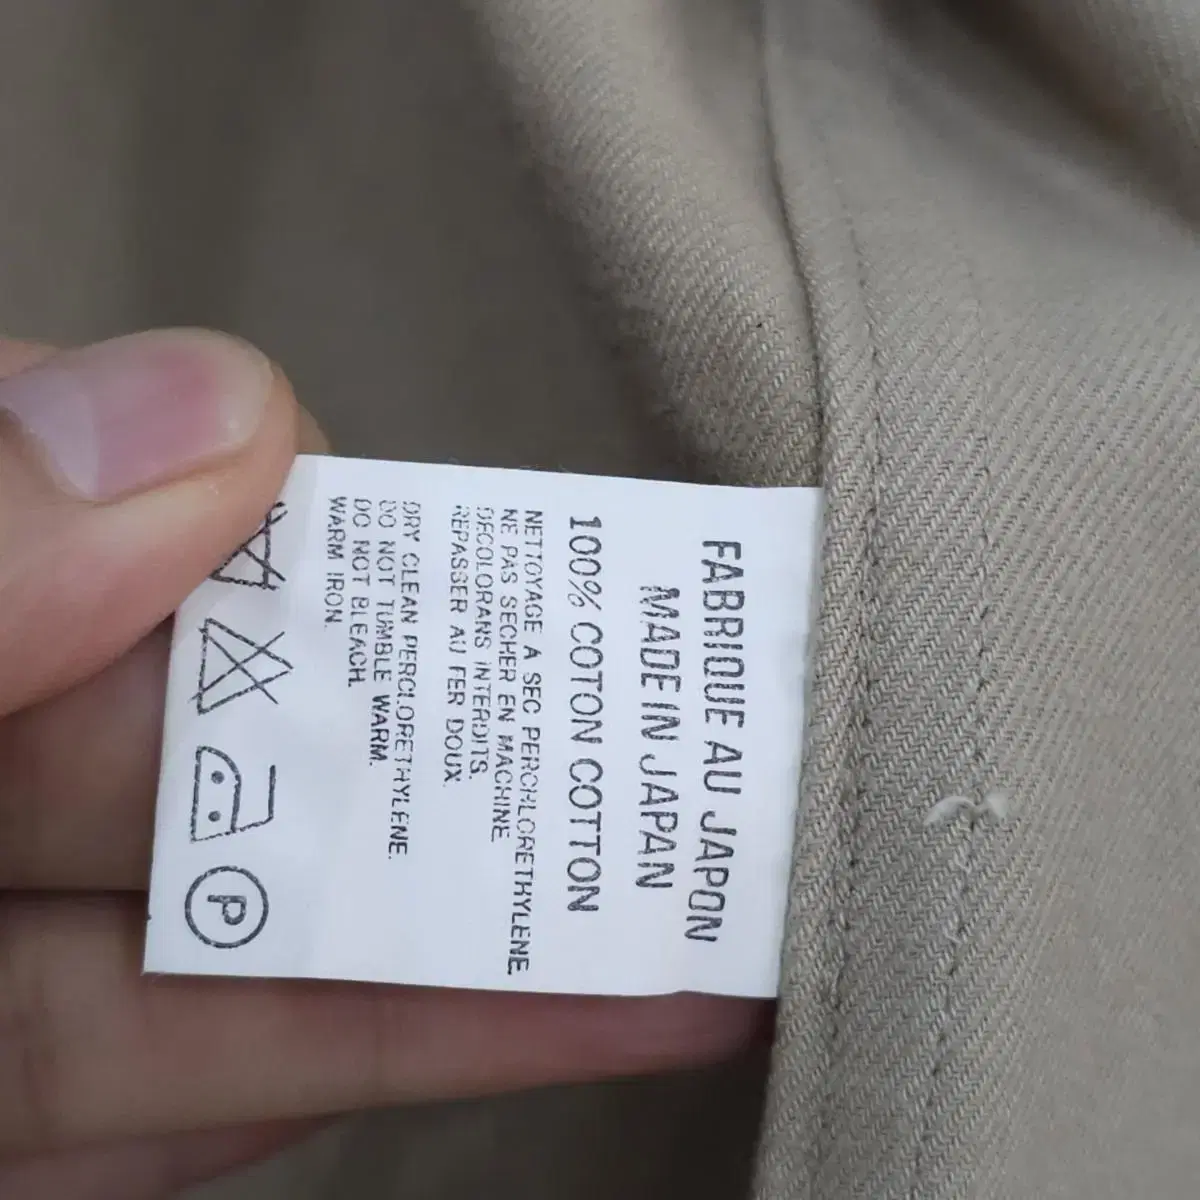 FABRIQUE AU JAPON
MADE IN JAPAN
100% COTON COTTON
NETTOYAGE A SEC PERCHLORETHYLENE.
NE PAS SECHER EN MACHINE.
DECOLORANS INTERDITS.
REPASSER AU FER DOUX.
DRY CLEAN PERCLORETHYLENE.
DO NOT TUMBLE WARM.
DO NOT BLEACH.
WARM IRON.
P